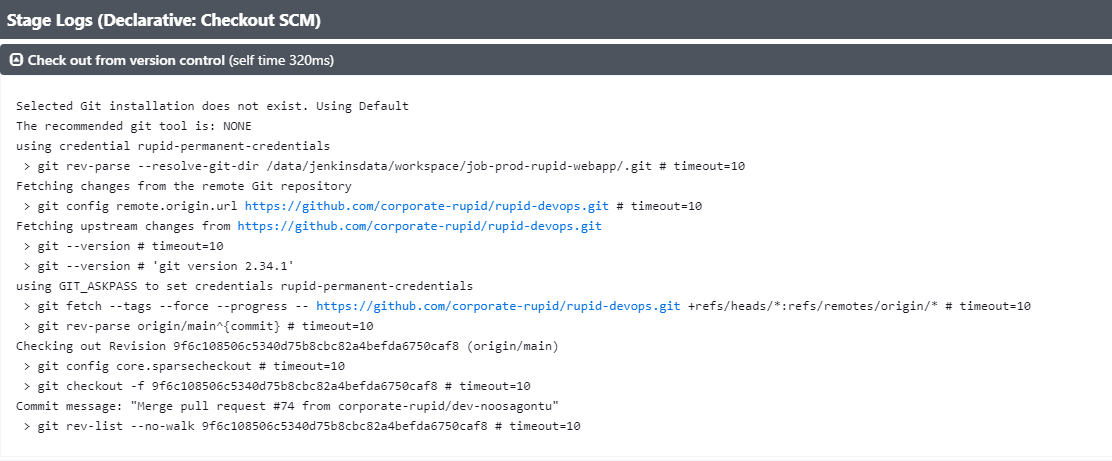 Stage Logs (Declarative: Checkout SCM)
Check out from version control (self time 320ms)
Selected Git installation does not exist. Using Default
The recommended git tool is: NONE
using credential rupid-permanent-credentials
> git rev-parse --resolve-git-dir /data/jenkinsdata/workspace/job-prod-rupid-webapp/.git # timeout=10
Fetching changes from the remote Git repository
> git config remote.origin.url https://github.com/corporate-rupid/rupid-devops.git # timeout=10
Fetching upstream changes from https://github.com/corporate-rupid/rupid-devops.git
> git --version # timeout=10
> git --version # 'git version 2.34.1'
using GIT_ASKPASS to set credentials rupid-permanent-credentials
> git fetch --tags --force --progress -- https://github.com/corporate-rupid/rupid-devops.git +refs/heads/*:refs/remotes/origin/* # timeout=10
> git rev-parse origin/main^{commit} # timeout=10
Checking out Revision 9f6c108506c5340d75b8cbc82a4befda6750caf8 (origin/main)
> git config core.sparsecheckout # timeout=10
> git checkout -f 9f6c108506c5340d75b8cbc82a4befda6750caf8 # timeout=10
Commit message: "Merge pull request #74 from corporate-rupid/dev-noosagontu"
> git rev-list --no-walk 9f6c108506c5340d75b8cbc82a4befda6750caf8 # timeout=10